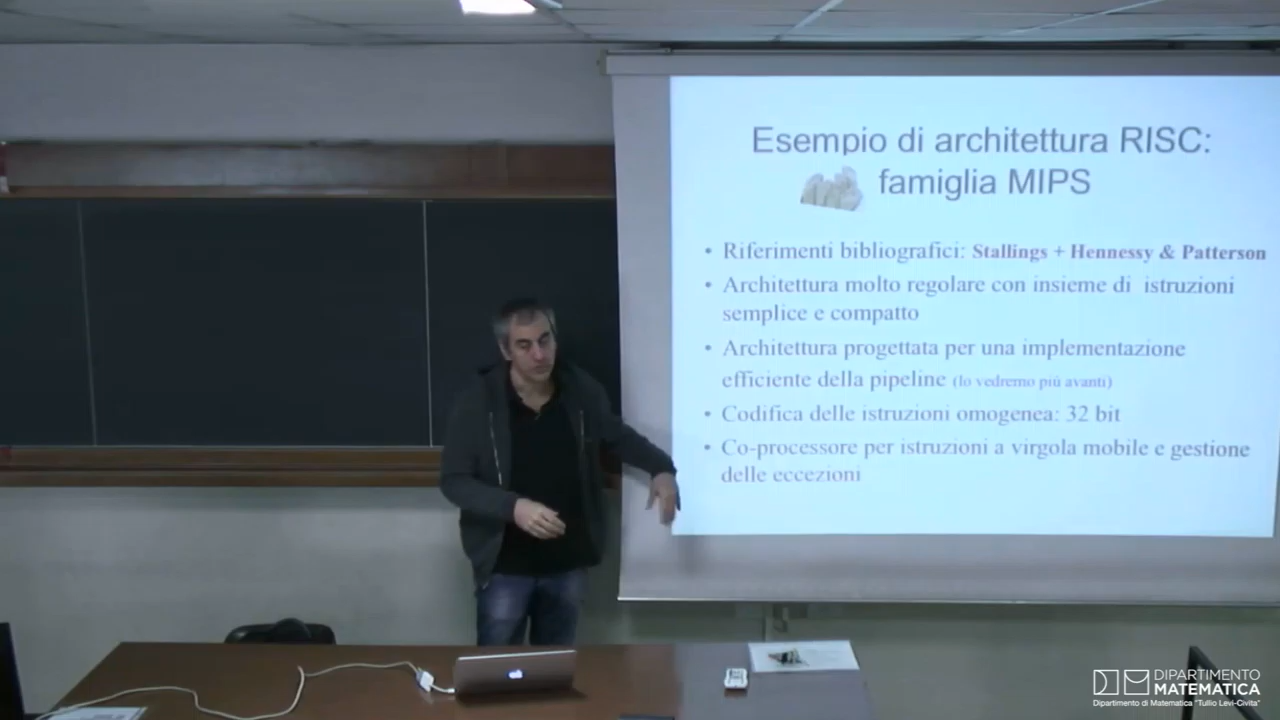 Esempio di architettura RISC:
famiglia MIPS
• Riferimenti bibliografici: Stallings + Hennessy & Patterson
• Architettura molto regolare con insieme di istruzioni
semplice e compatto
• Architettura progettata per una implementazione
efficiente della pipeline (lo vedremo più avanti)
• Codifica delle istruzioni omogenea: 32 bit
• Co-processore per istruzioni a virgola mobile e gestione
delle eccezioni
DIPARTIMENTO
MATEMATICA
Dipartimento di Matematica "Tullio Levi-Civita"